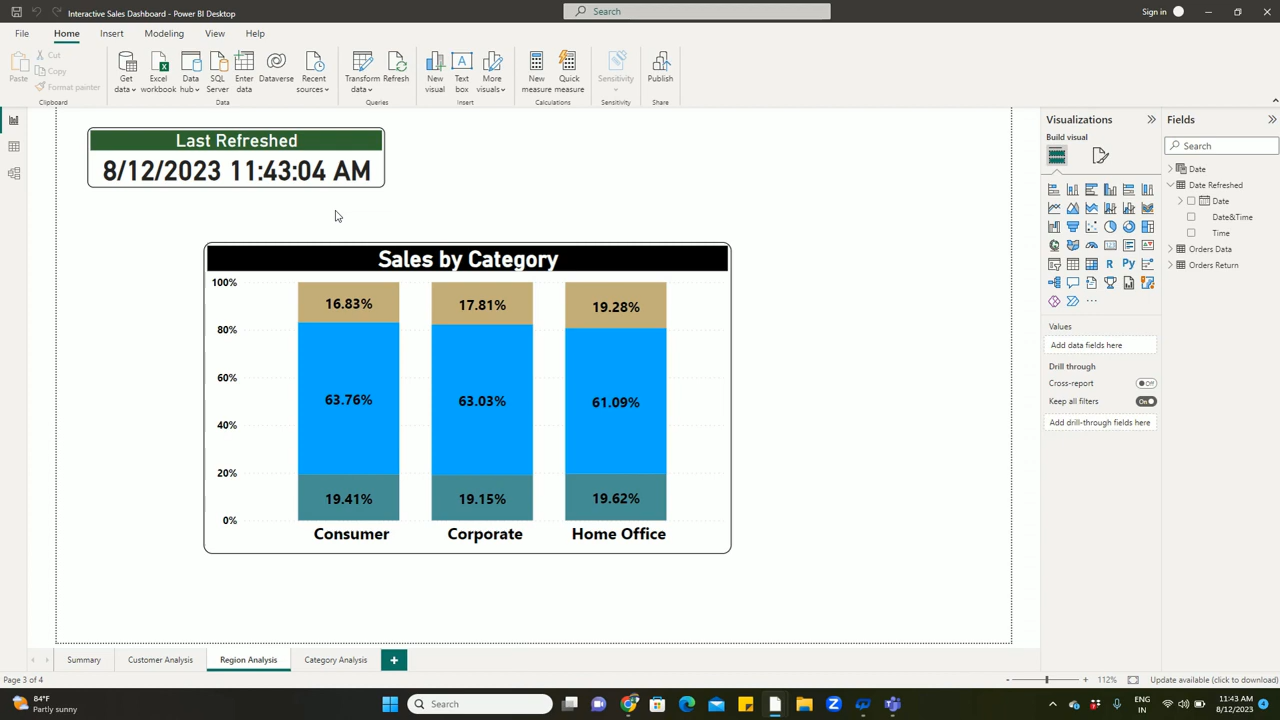 Interactive Sales Dashboard - Power BI Desktop
Search
Sign in
File
Home
Insert
Modeling
View
Help
Paste
Cut
Copy
Format painter
Clipboard
Get data
Excel workbook
Data hub
SQL Server
Enter data
Dataverse
Recent sources
Data
Transform data
Refresh
Queries
New visual
A
Text box
More visuals
Insert
New measure
Quick measure
Calculations
Sensitivity
Sensitivity
Publish
Share
Last Refreshed
8/12/2023 11:43:04 AM
Sales by Category
100%
80%
60%
40%
20%
0%
16.83%
17.81%
19.28%
63.76%
63.03%
61.09%
19.41%
19.15%
19.62%
Consumer
Corporate
Home Office
Visualizations
Build visual
R
Py
Values
Add data fields here
Drill through
Cross-report
Off
Keep all filters
On
Add drill-through fields here
Fields
Search
Date
Date Refreshed
Date
Date&Time
Time
Orders Data
Orders Return
Summary
Customer Analysis
Region Analysis
Category Analysis
Page 3 of 4
112%
Update available (click to download)
84°F
Partly sunny
Search
ENG
IN
11:43 AM
8/12/2023